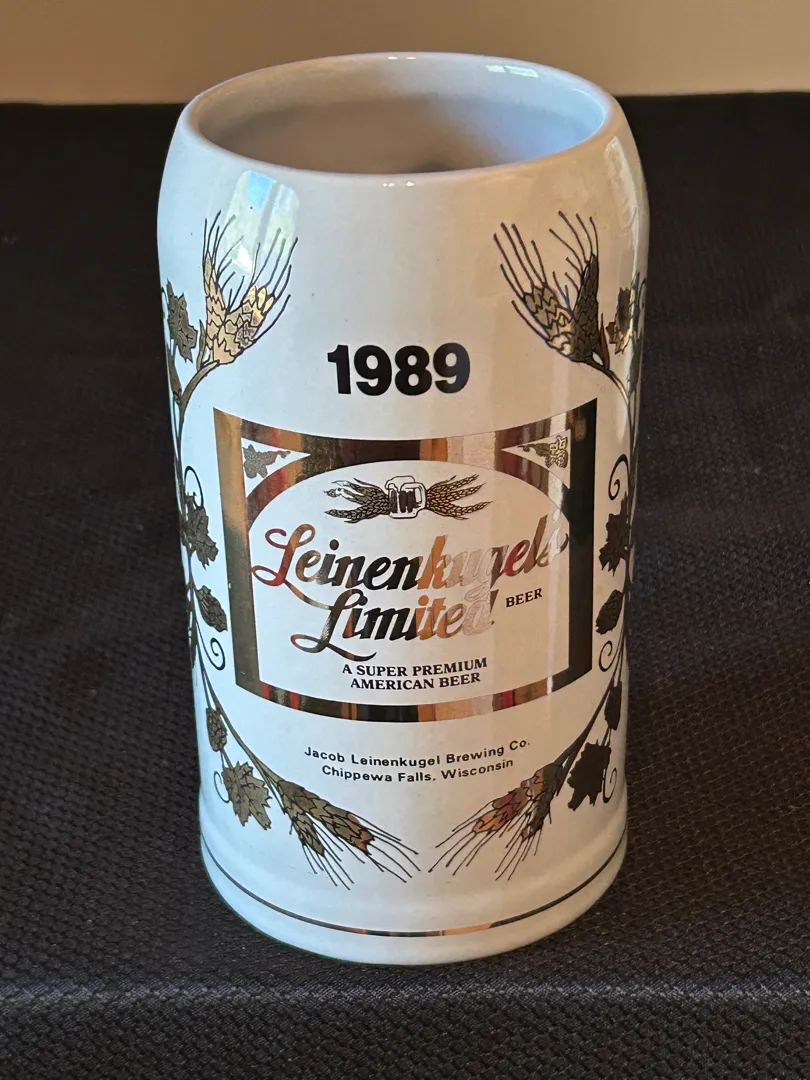 1989
Leinenkugel's
Limited BEER
A SUPER PREMIUM
AMERICAN BEER
Jacob Leinenkugel Brewing Co.
Chippewa Falls, Wisconsin